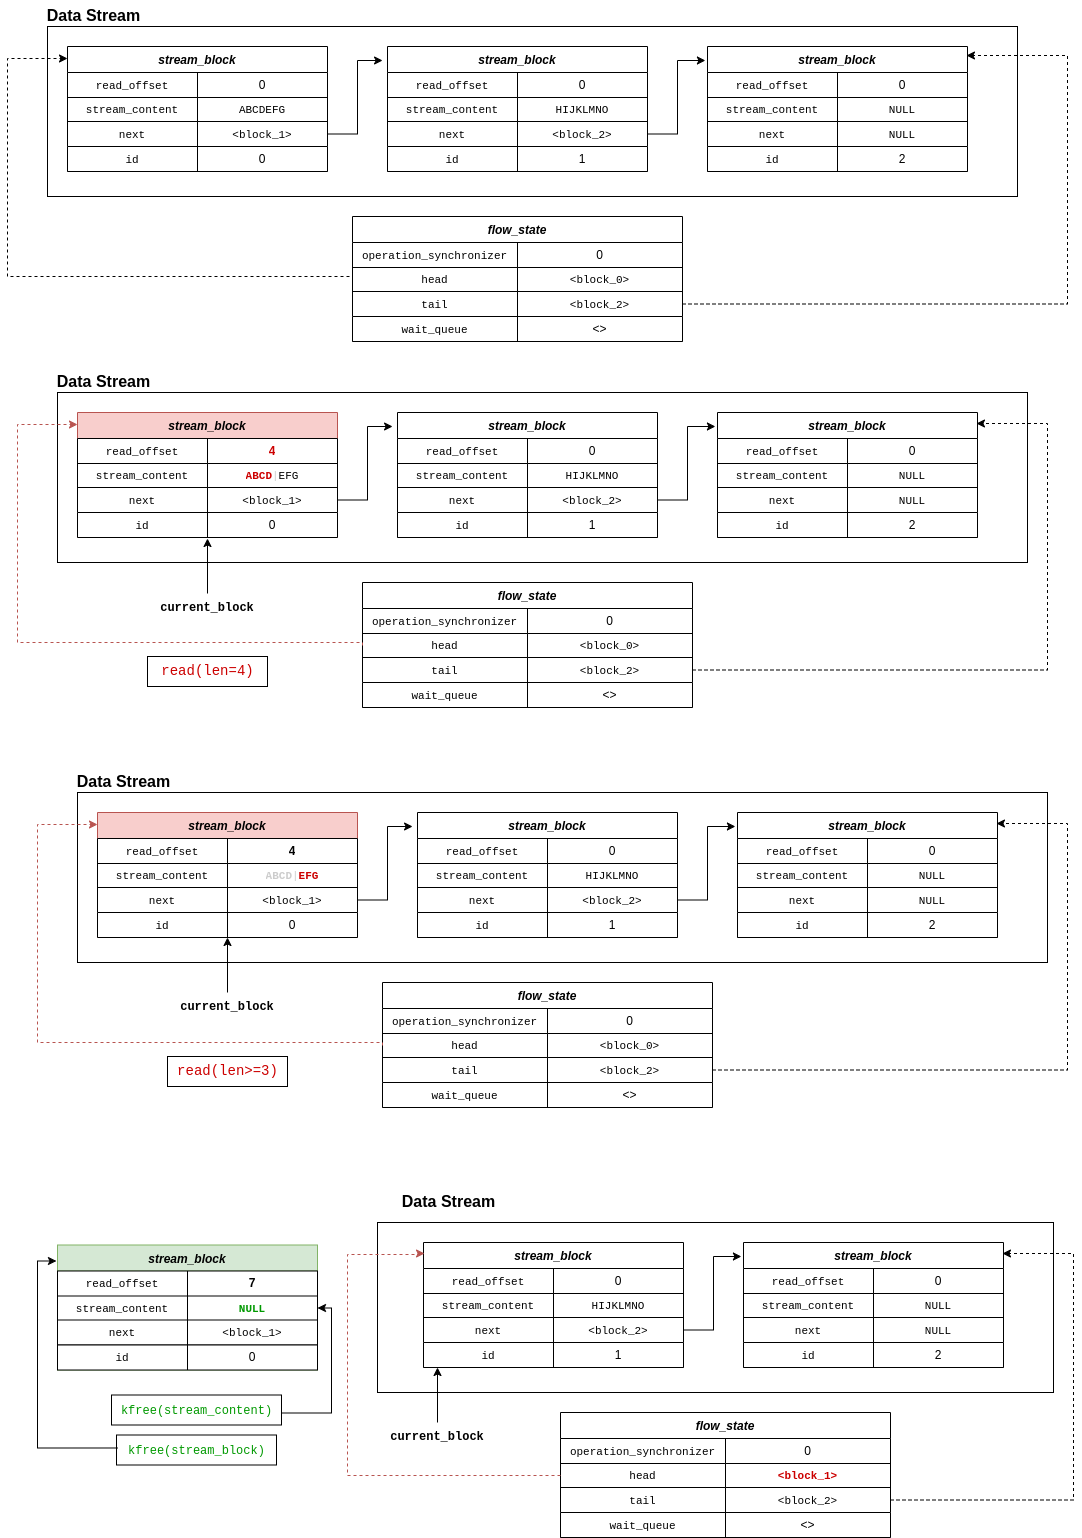 Data Stream
stream_block stream_block stream_block
read_offset 0 read_offset 0 read_offset 0
stream_content ABCDEFG stream_content HIJKLMNO stream_content NULL
next <block_1> next <block_2> next NULL
id 0 id 1 id 2
flow_state
operation_synchronizer 0
head <block_0>
tail <block_2>
wait_queue <>
Data Stream
stream_block stream_block stream_block
read_offset 4 read_offset 0 read_offset 0
stream_content ABCD|EFG stream_content HIJKLMNO stream_content NULL
next <block_1> next <block_2> next NULL
id 0 id 1 id 2
current_block
flow_state
operation_synchronizer 0
head <block_0>
read(len=4)
tail <block_2>
wait_queue <>
Data Stream
stream_block stream_block stream_block
read_offset 4 read_offset 0 read_offset 0
stream_content ABCD|EFG stream_content HIJKLMNO stream_content NULL
next <block_1> next <block_2> next NULL
id 0 id 1 id 2
current_block
flow_state
operation_synchronizer 0
head <block_0>
read(len>=3)
tail <block_2>
wait_queue <>
Data Stream
stream_block stream_block stream_block
read_offset 7 read_offset 0 read_offset 0
stream_content NULL stream_content HIJKLMNO stream_content NULL
next <block_1> next <block_2> next NULL
id 0 id 1 id 2
kfree(stream_content)
kfree(stream_block)
current_block
flow_state
operation_synchronizer 0
head <block_1>
tail <block_2>
wait_queue <>